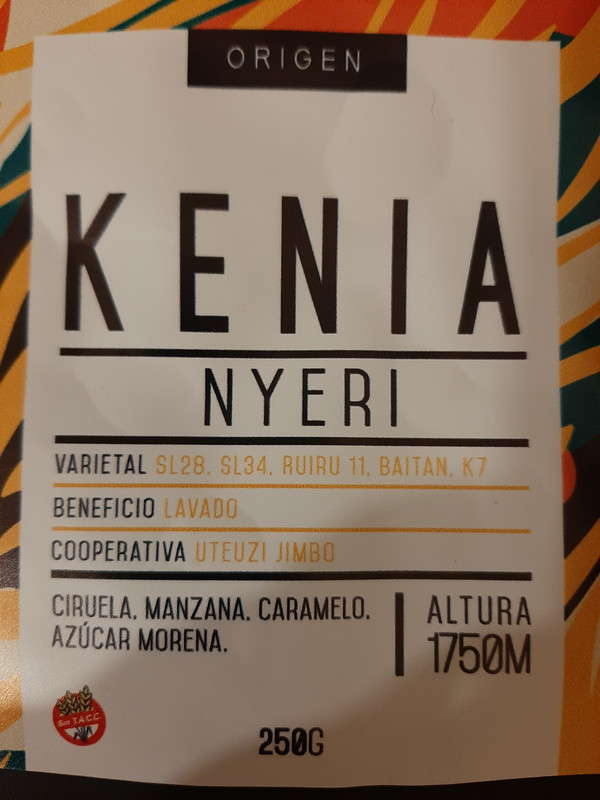 ORIGEN
KENIA
NYERI
VARIETAL SL28. SL34. RUIRU 11. BAITAN. K7
BENEFICIO LAVADO
COOPERATIVA UTEUZI JIMBO
CIRUELA. MANZANA. CARAMELO.
AZÚCAR MORENA.
ALTURA
1750M
Sin T.A.C.C.
250G